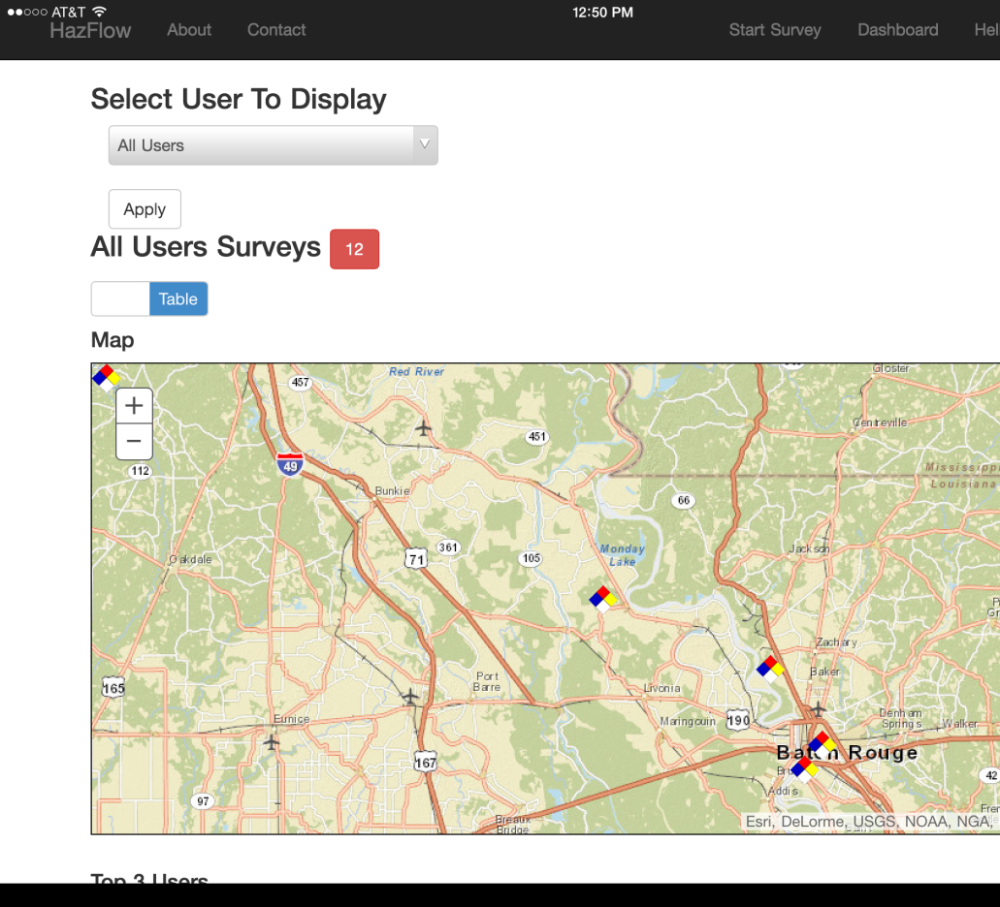 AT&T 12:50 PM
HazFlow About Contact Start Survey Dashboard Hel
Select User To Display
All Users
Apply
All Users Surveys 12
Table
Map
Red River
457
Gloster
Centreville
451
49
112
Mississippi
Louisiana
Bunkie
66
361
71
105
Monday
Lake
Jackson
Oakdale
Zachary
Baker
165
Port
Barre
Livonia
Eunice
Maringouin
190
Denham
Springs
Walker
167
Baton Rouge
42
97
Addis
Breaux
Bridge
Esri, DeLorme, USGS, NOAA, NGA,
Top 3 Users